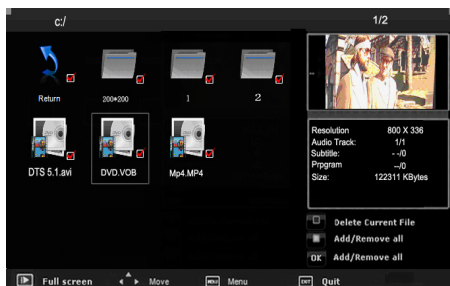 c:/
1/2
Return
200*200
1
2
DTS 5.1.avi
DVD.VOB
Mp4.MP4
Resolution 800 X 336
Audio Track: 1/1
Subtitle: --/0
Prpgram --/0
Size: 122311 KBytes
Delete Current File
Add/Remove all
OK Add/Remove all
Full screen
Move
MENU Menu
EXIT Quit